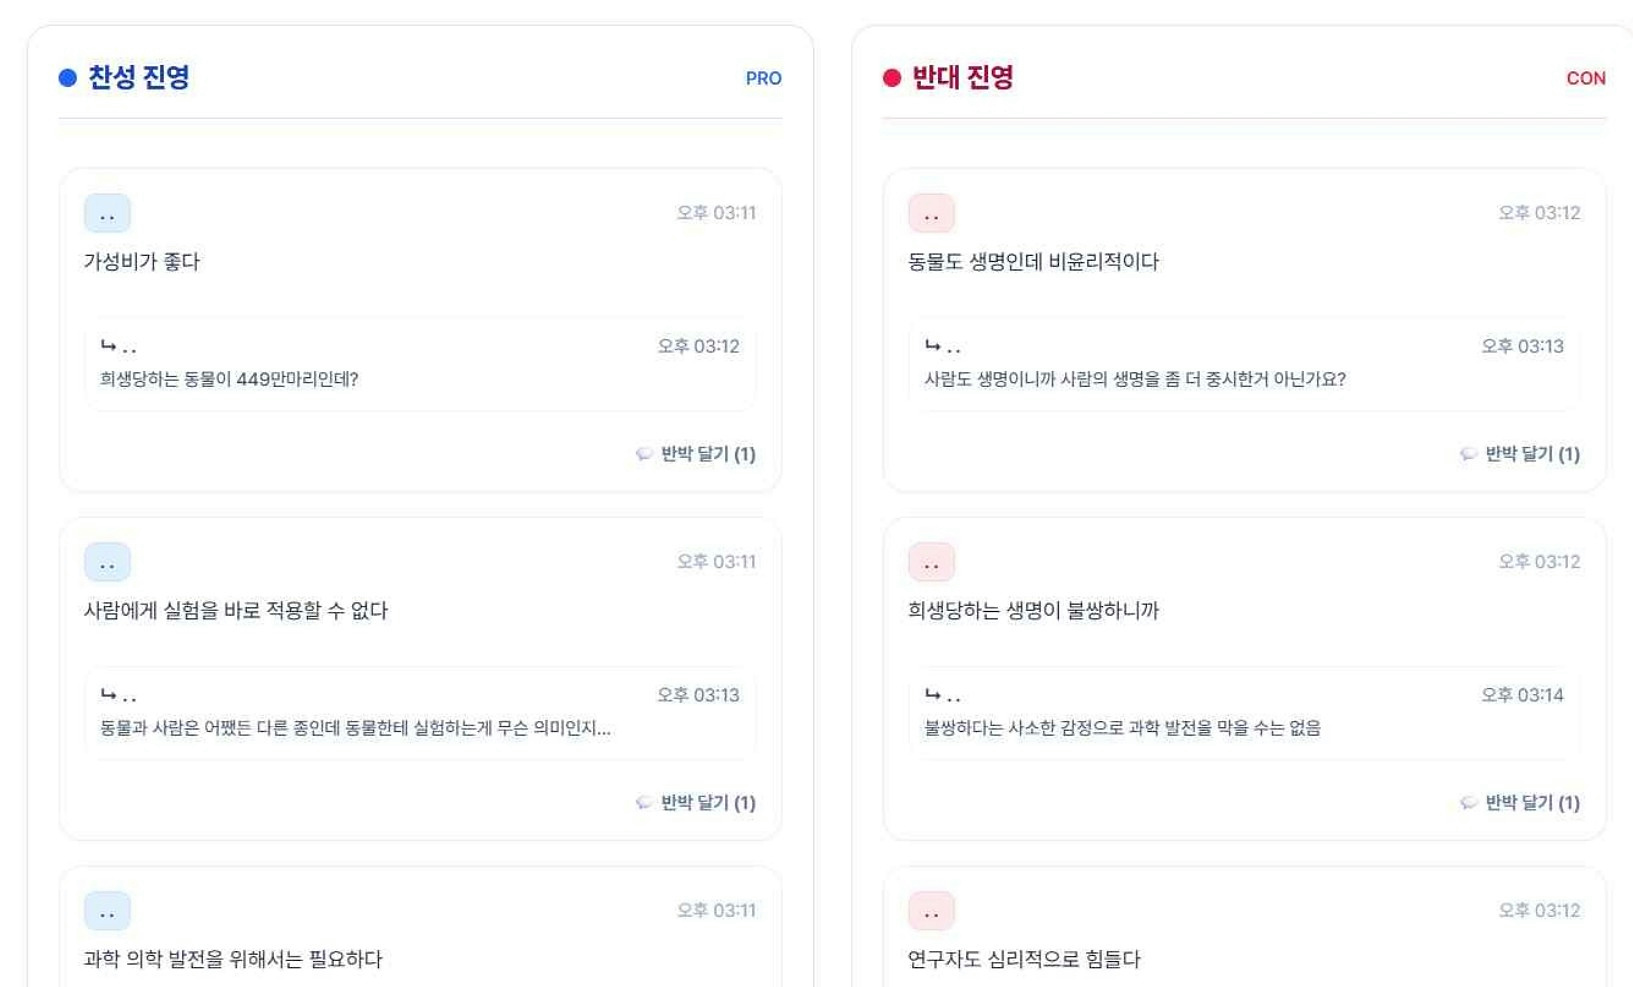 찬성 진영
PRO
..
오후 03:11
가성비가 좋다
↳ ..
오후 03:12
희생당하는 동물이 449만마리인데?
반박 달기 (1)
..
오후 03:11
사람에게 실험을 바로 적용할 수 없다
↳ ..
오후 03:13
동물과 사람은 어쨌든 다른 종인데 동물한테 실험하는게 무슨 의미인지...
반박 달기 (1)
..
오후 03:11
과학 의학 발전을 위해서는 필요하다
반대 진영
CON
..
오후 03:12
동물도 생명인데 비윤리적이다
↳ ..
오후 03:13
사람도 생명이니까 사람의 생명을 좀 더 중시한거 아닌가요?
반박 달기 (1)
..
오후 03:12
희생당하는 생명이 불쌍하니까
↳ ..
오후 03:14
불쌍하다는 사소한 감정으로 과학 발전을 막을 수는 없음
반박 달기 (1)
..
오후 03:12
연구자도 심리적으로 힘들다